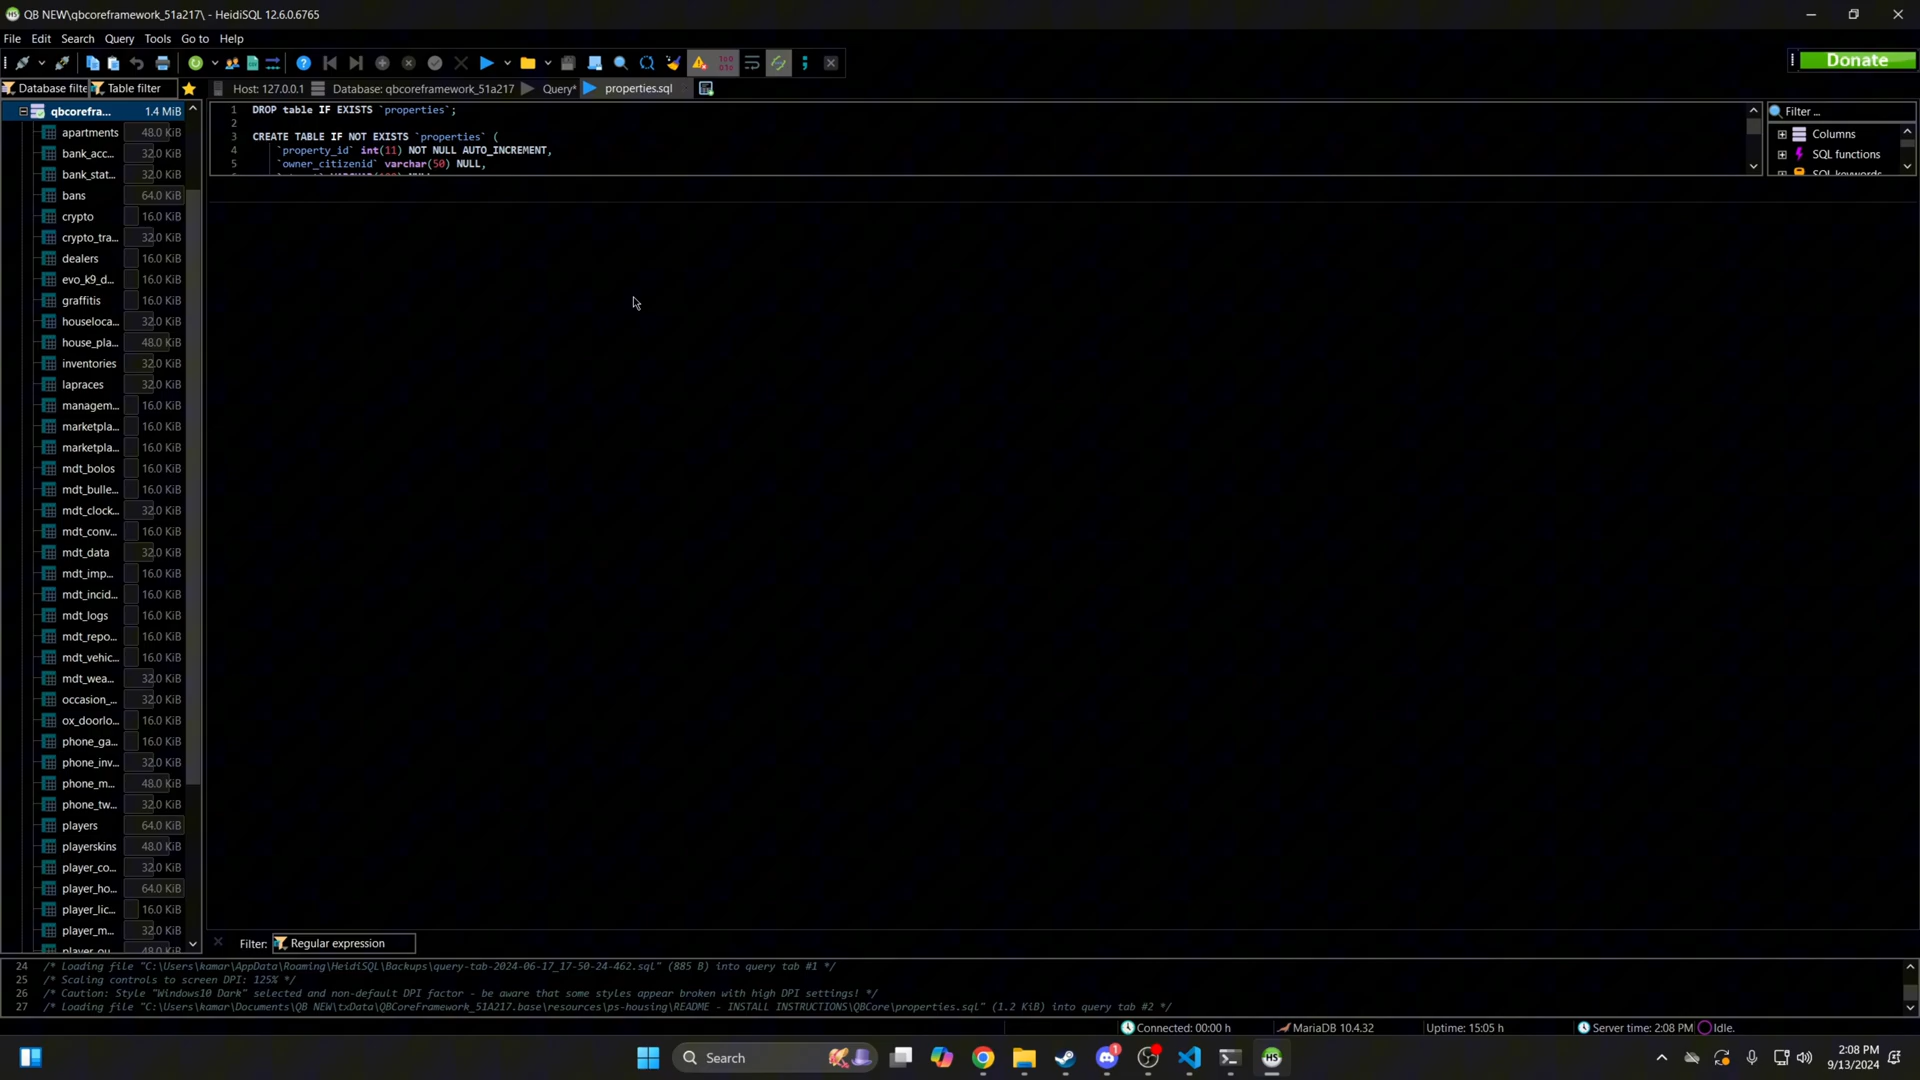 QB NEW\qbcoreframework_51a217\ - HeidiSQL 12.6.0.6765
File Edit Search Query Tools Go to Help
Donate
Database filte Table filter Host: 127.0.0.1 Database: qbcoreframework_51a217 Query* properties.sql
qbcorefra... 1.4 MiB
apartments 48.0 KiB
bank_acc... 32.0 KiB
bank_stat... 32.0 KiB
bans 64.0 KiB
crypto 16.0 KiB
crypto_tra... 32.0 KiB
dealers 16.0 KiB
evo_k9_d... 16.0 KiB
graffitis 16.0 KiB
houseloca... 32.0 KiB
house_pla... 48.0 KiB
inventories 32.0 KiB
lapraces 32.0 KiB
managem... 16.0 KiB
marketpla... 16.0 KiB
marketpla... 16.0 KiB
mdt_bolos 16.0 KiB
mdt_bulle... 16.0 KiB
mdt_clock... 32.0 KiB
mdt_conv... 16.0 KiB
mdt_data 32.0 KiB
mdt_imp... 16.0 KiB
mdt_incid... 16.0 KiB
mdt_logs 16.0 KiB
mdt_repo... 16.0 KiB
mdt_vehic... 16.0 KiB
mdt_wea... 32.0 KiB
occasion_... 32.0 KiB
ox_doorlo... 16.0 KiB
phone_ga... 16.0 KiB
phone_inv... 32.0 KiB
phone_m... 48.0 KiB
phone_tw... 32.0 KiB
players 64.0 KiB
playerskins 48.0 KiB
player_co... 32.0 KiB
player_ho... 64.0 KiB
player_lic... 16.0 KiB
player_m... 32.0 KiB
1 DROP table IF EXISTS `properties`;
2
3 CREATE TABLE IF NOT EXISTS `properties` (
4 `property_id` int(11) NOT NULL AUTO_INCREMENT,
5 `owner_citizenid` varchar(50) NULL,
Filter ...
Columns
SQL functions
SQL keywords
Filter: Regular expression
24 /* Loading file "C:\Users\kamar\AppData\Roaming\HeidiSQL\Backups\query-tab-2024-06-17_17-50-24-462.sql" (885 B) into query tab #1 */
25 /* Scaling controls to screen DPI: 125% */
26 /* Caution: Style "Windows10 Dark" selected and non-default DPI factor - be aware that some styles appear broken with high DPI settings! */
27 /* Loading file "C:\Users\kamar\Documents\QB NEW\txData\QBCoreFramework_51A217.base\resources\ps-housing\README - INSTALL INSTRUCTIONS\QBCore\properties.sql" (1.2 KiB) into query tab #2 */
Connected: 00:00 h MariaDB 10.4.32 Uptime: 15:05 h Server time: 2:08 PM Idle.
Search
1
HS
2:08 PM
9/13/2024